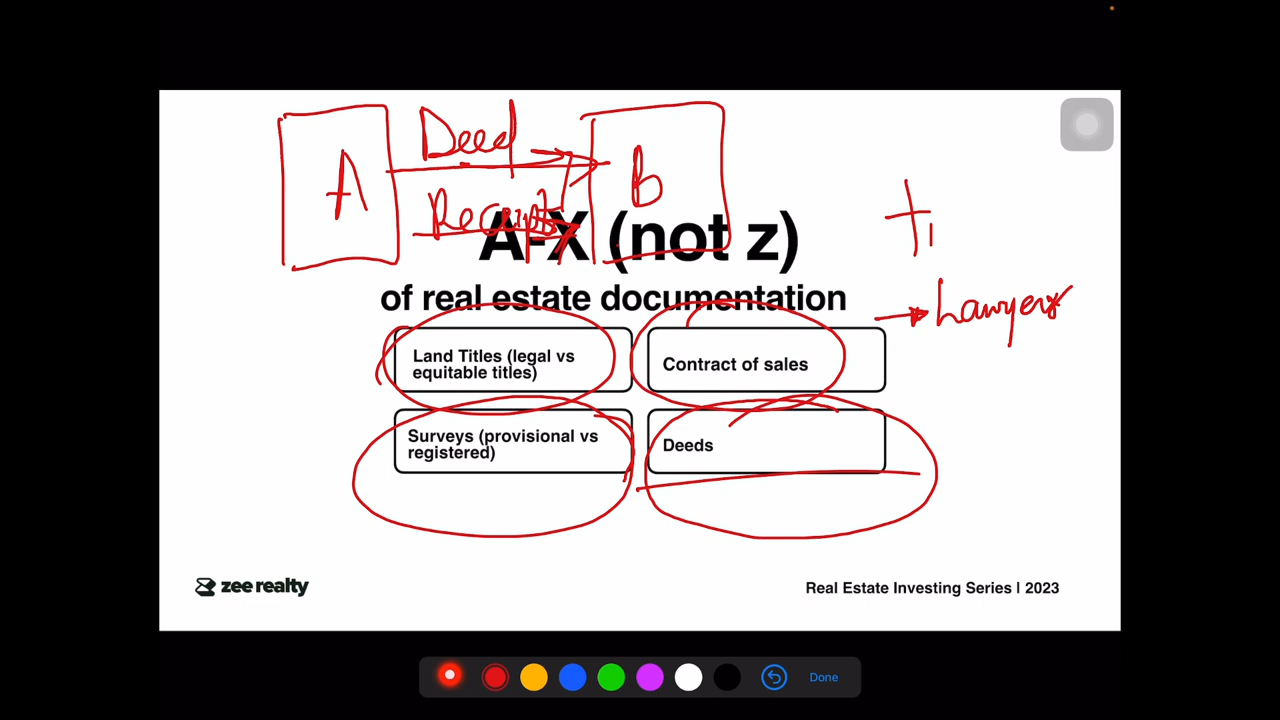 Deed
A
B
Receipt
A-X (not z)
of real estate documentation
→ Lawyers
Land Titles (legal vs
equitable titles)
Contract of sales
Surveys (provisional vs
registered)
Deeds
zee realty
Real Estate Investing Series | 2023
Done